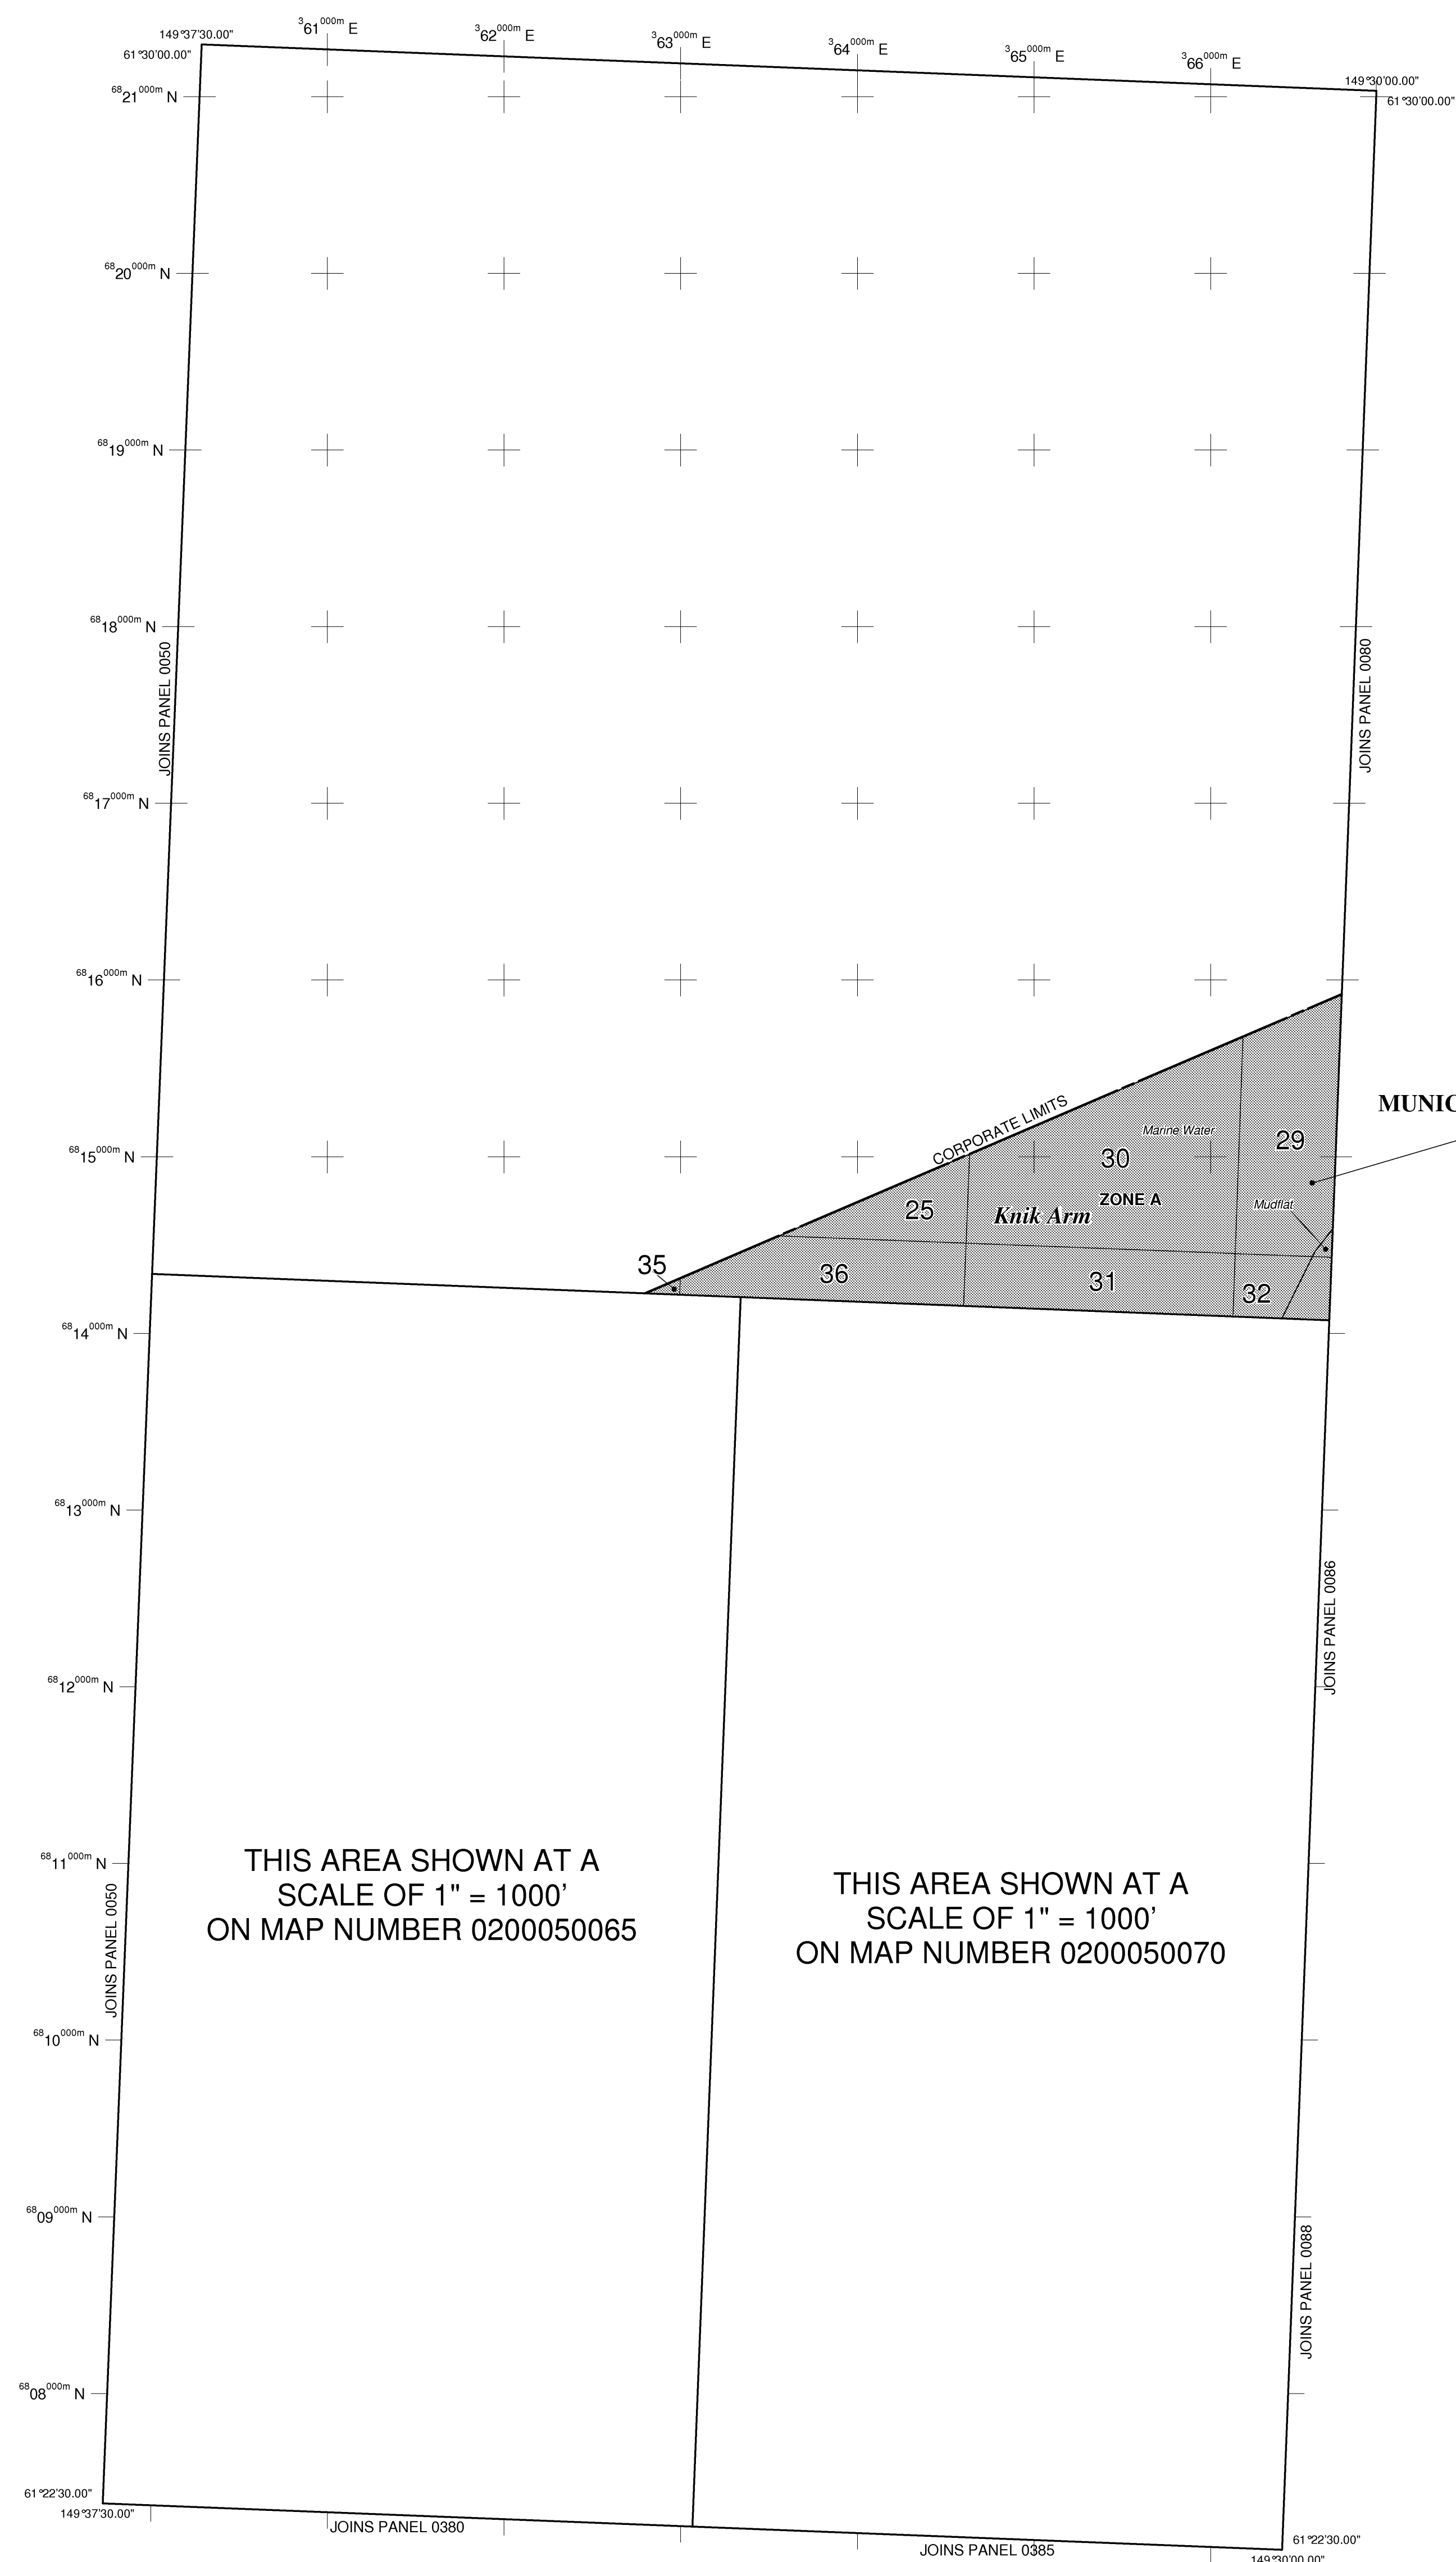 149°37'30.00"
61°30'00.00"
361000m E
362000m E
363000m E
364000m E
365000m E
366000m E
149°30'00.00"
61°30'00.00"
6821000m N
6820000m N
6819000m N
6818000m N
JOINS PANEL 0050
JOINS PANEL 0080
6817000m N
6816000m N
CORPORATE LIMITS
MUNIC
Marine Water
29
6815000m N
30
ZONE A
Mudflat
25
Knik Arm
35
36
31
32
6814000m N
6813000m N
JOINS PANEL 0086
6812000m N
6811000m N
THIS AREA SHOWN AT A
SCALE OF 1" = 1000'
ON MAP NUMBER 0200050065
THIS AREA SHOWN AT A
SCALE OF 1" = 1000'
ON MAP NUMBER 0200050070
JOINS PANEL 0050
6810000m N
6809000m N
JOINS PANEL 0088
6808000m N
61°22'30.00"
149°37'30.00"
JOINS PANEL 0380
JOINS PANEL 0385
61°22'30.00"
149°30'00.00"